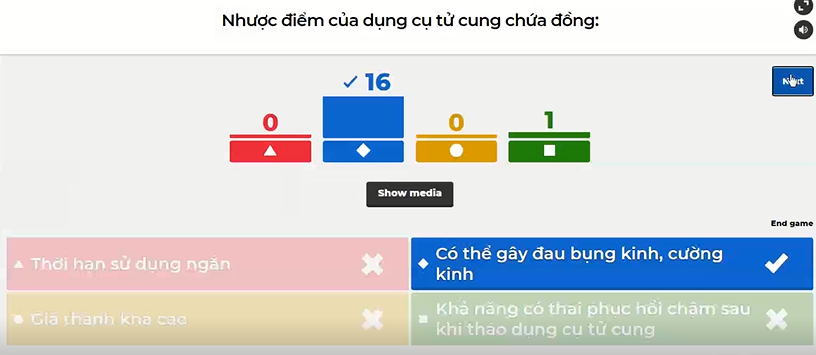 Nhược điểm của dụng cụ tử cung chứa đồng:
16
Next
0
0
1
Show media
End game
Thời hạn sử dụng ngắn
Có thể gây đau bụng kinh, cường
kinh
Giá thành khá cao
Khả năng có thai phục hồi chậm sau
khi tháo dụng cụ tử cung